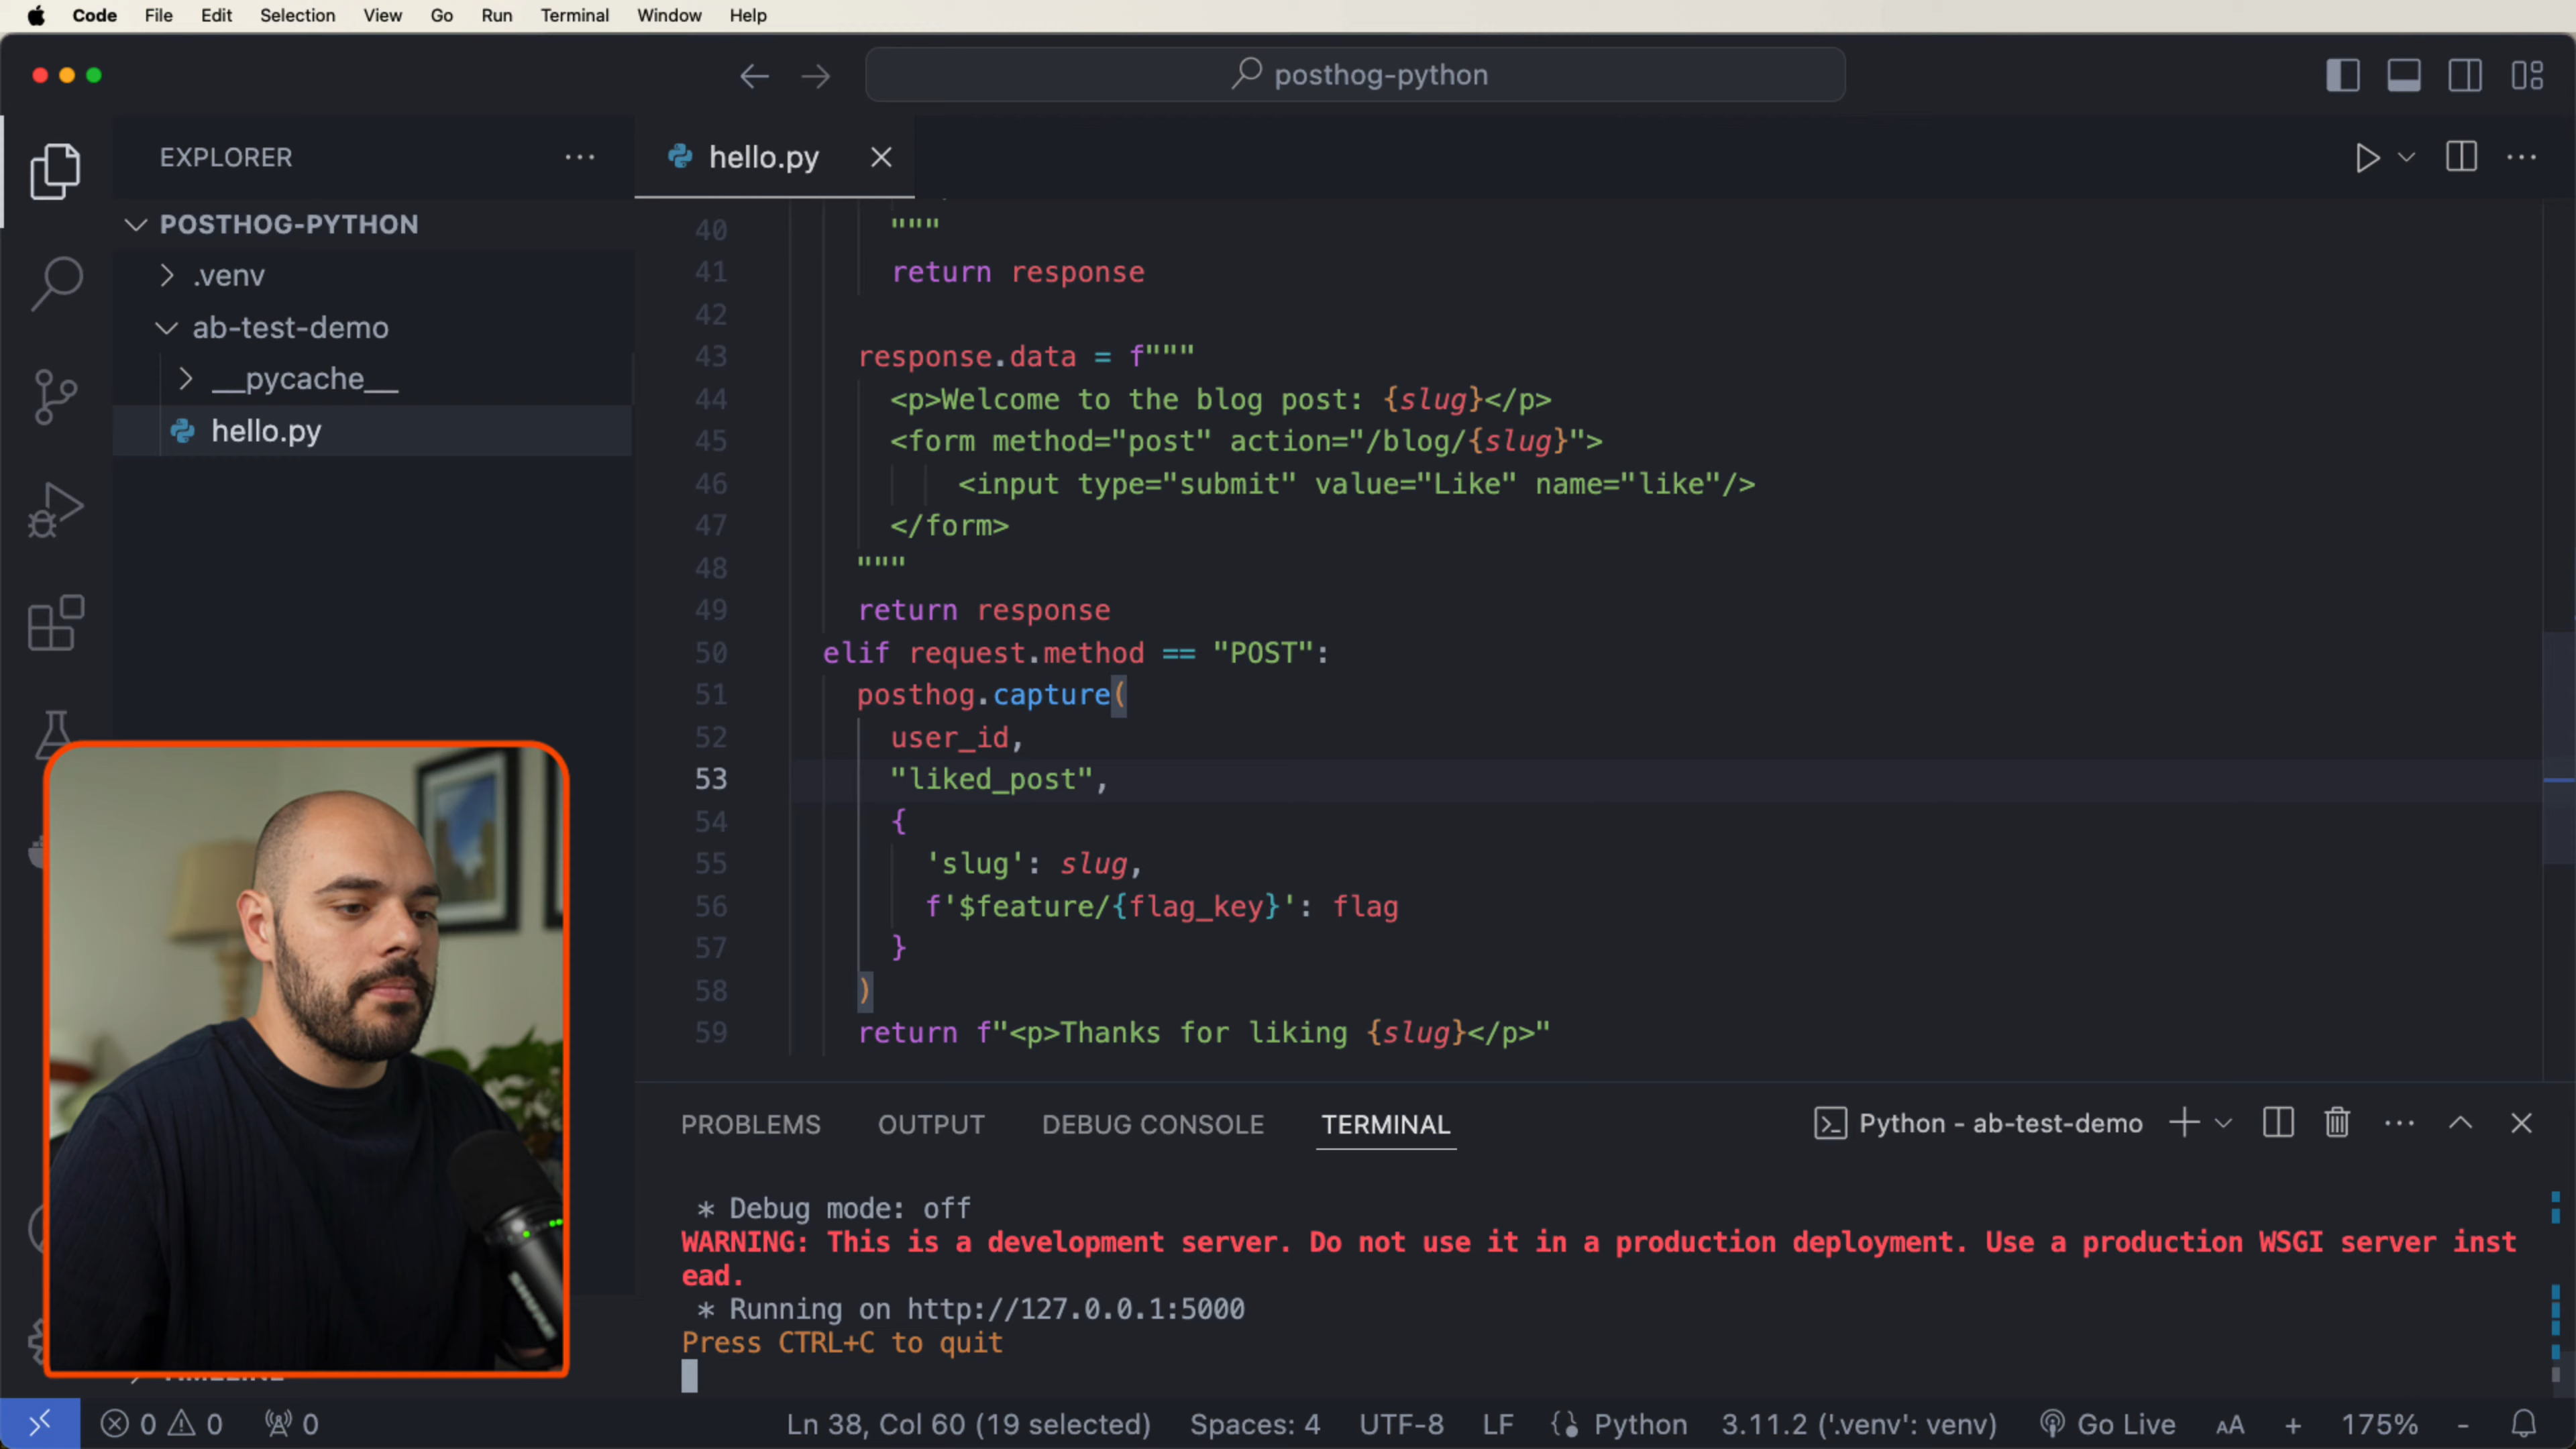 Code File Edit Selection View Go Run Terminal Window Help
posthog-python
EXPLORER
hello.py
POSTHOG-PYTHON
.venv
ab-test-demo
__pycache__
hello.py
40 """
41 return response
42
43 response.data = f"""
44 <p>Welcome to the blog post: {slug}</p>
45 <form method="post" action="/blog/{slug}">
46 <input type="submit" value="Like" name="like"/>
47 </form>
48 """
49 return response
50 elif request.method == "POST":
51 posthog.capture(
52 user_id,
53 "liked_post",
54 {
55 'slug': slug,
56 f'$feature/{flag_key}': flag
57 }
58 )
59 return f"<p>Thanks for liking {slug}</p>"
PROBLEMS OUTPUT DEBUG CONSOLE TERMINAL Python - ab-test-demo
* Debug mode: off
WARNING: This is a development server. Do not use it in a production deployment. Use a production WSGI server inst
ead.
* Running on http://127.0.0.1:5000
Press CTRL+C to quit
0 0 0 Ln 38, Col 60 (19 selected) Spaces: 4 UTF-8 LF Python 3.11.2 ('.venv': venv) Go Live AA + 175% -